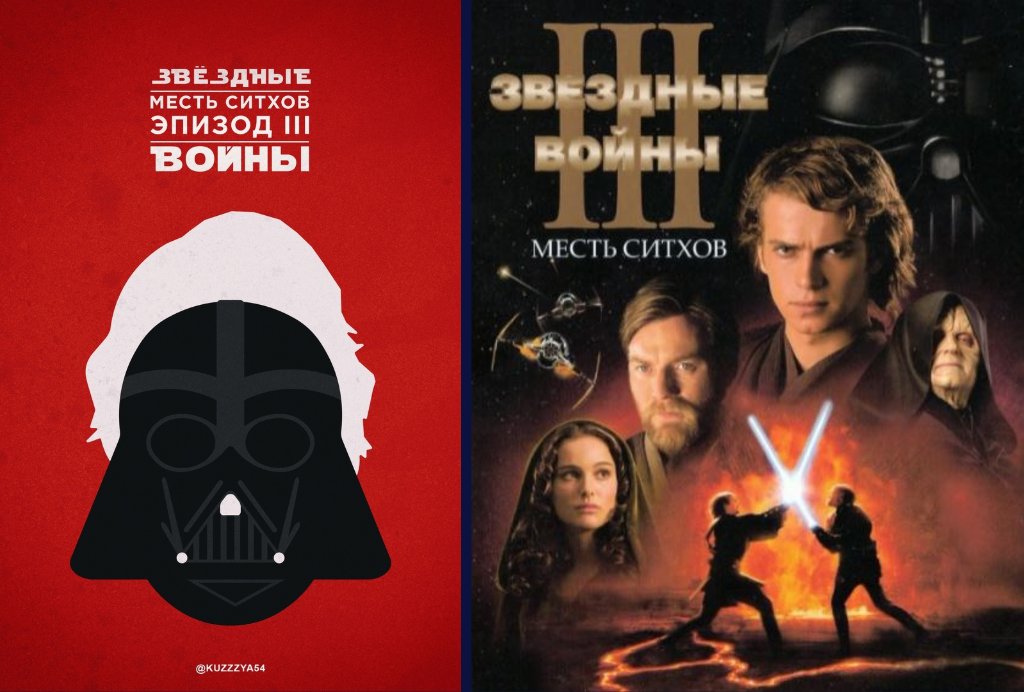 ЗВЁЗДНЫЕ
МЕСТЬ СИТХОВ
ЭПИЗОД III
ВОЙНЫ
@KUZZZYA54
III
ЗВЕЗДНЫЕ
ВОЙНЫ
МЕСТЬ СИТХОВ